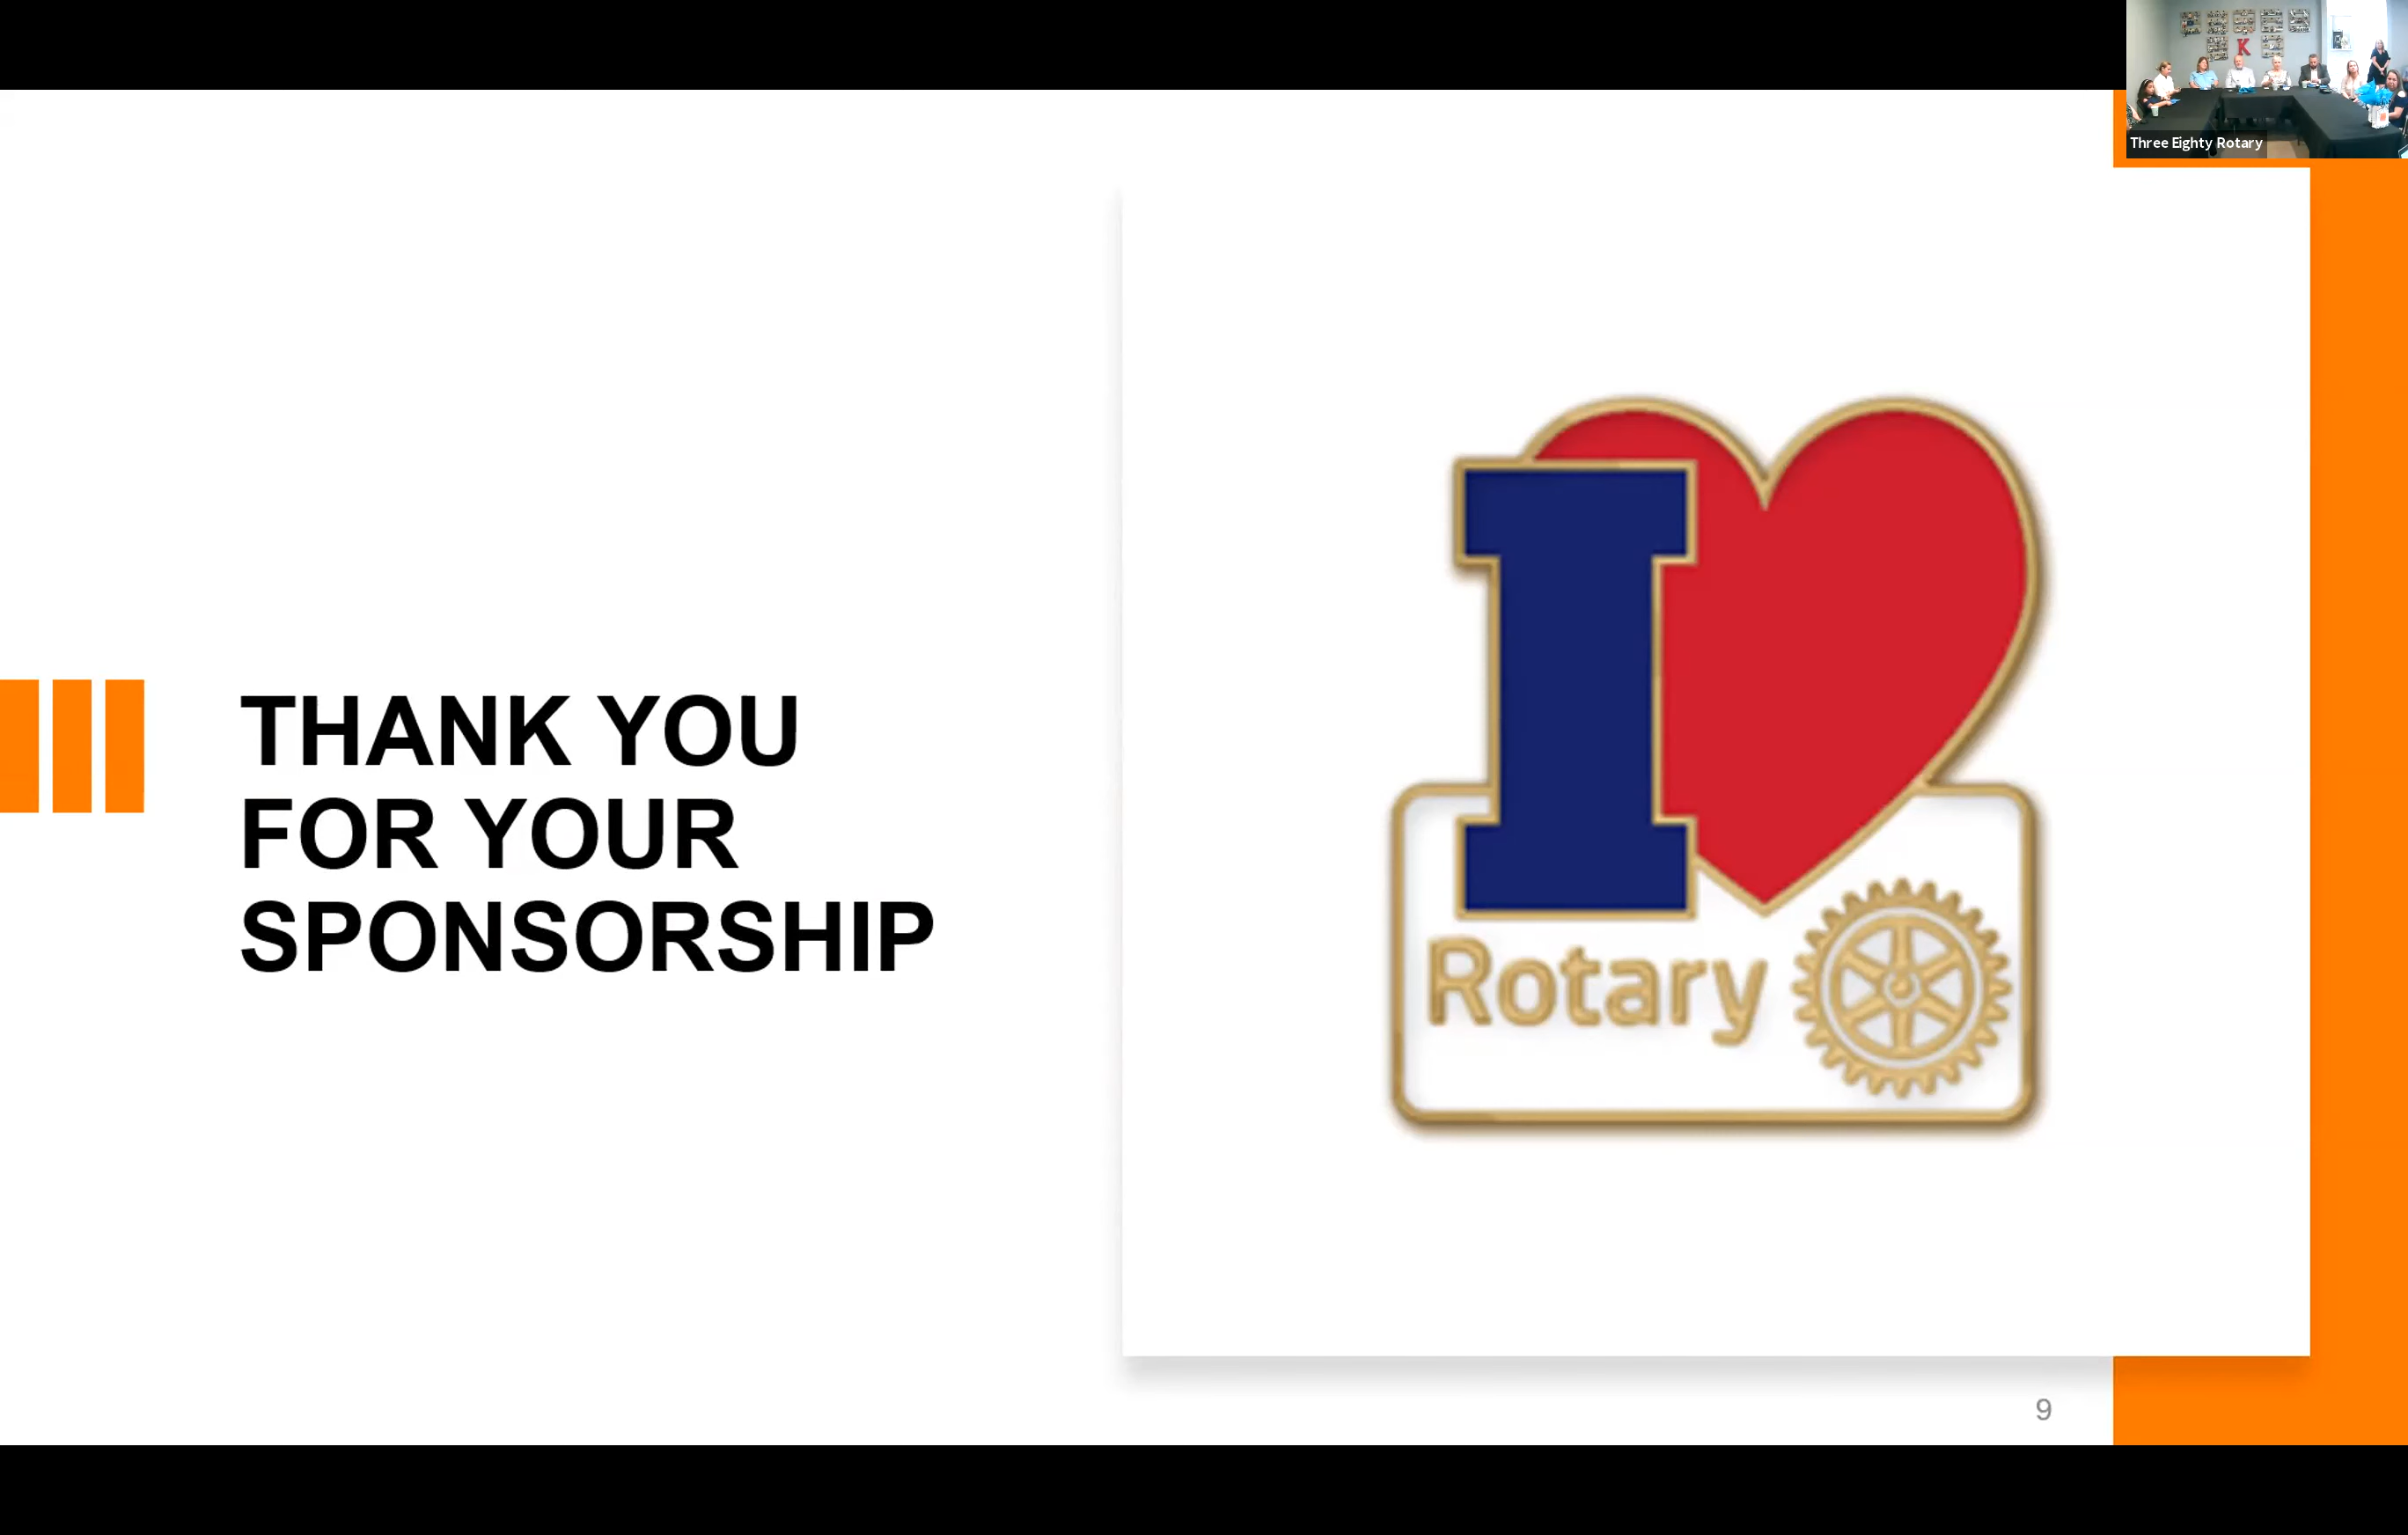 Three Eighty Rotary
K
THANK YOU
FOR YOUR
SPONSORSHIP
I
Rotary
9